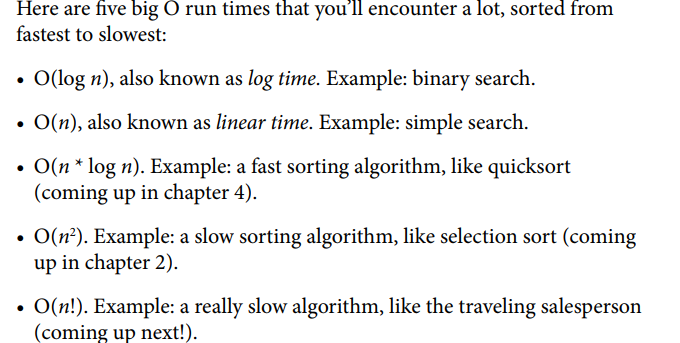 Here are five big O run times that you'll encounter a lot, sorted from
fastest to slowest:
• O(log n), also known as log time. Example: binary search.
• O(n), also known as linear time. Example: simple search.
• O(n * log n). Example: a fast sorting algorithm, like quicksort
(coming up in chapter 4).
• O(n²). Example: a slow sorting algorithm, like selection sort (coming
up in chapter 2).
• O(n!). Example: a really slow algorithm, like the traveling salesperson
(coming up next!).